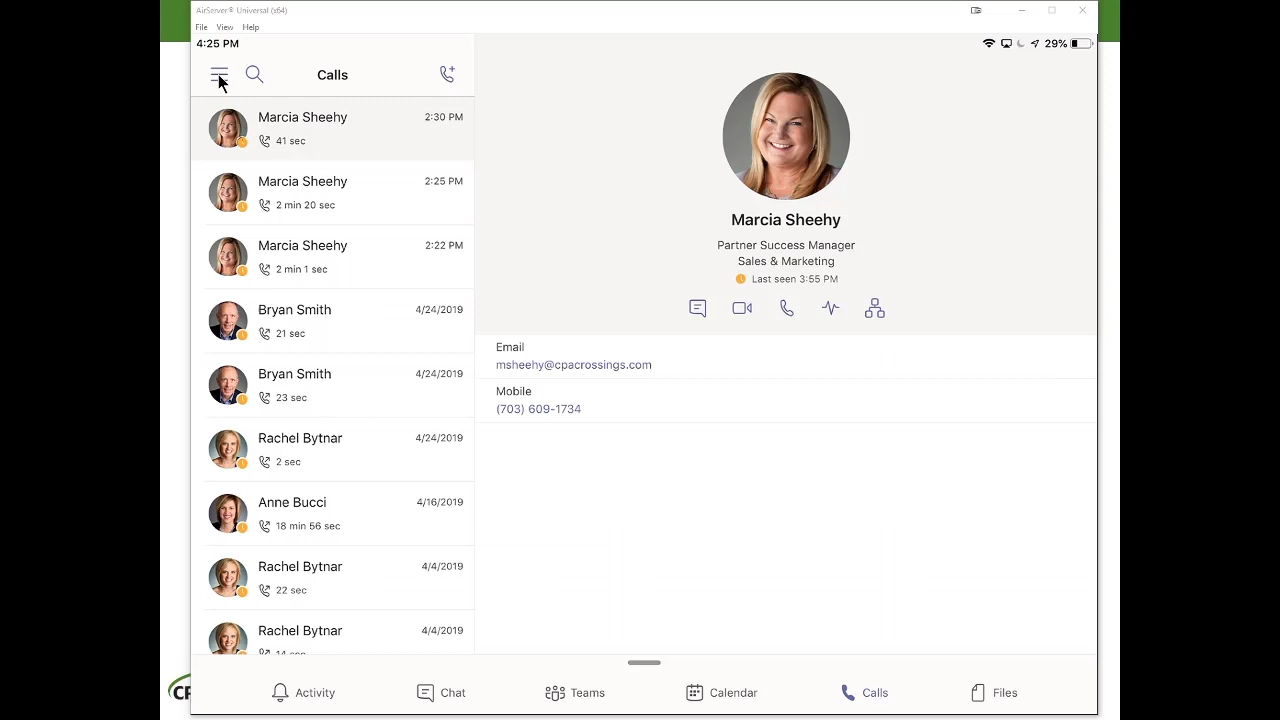 AirServer® Universal (x64)
File View Help
4:25 PM
29%
Calls
Marcia Sheehy 2:30 PM
41 sec
Marcia Sheehy 2:25 PM
2 min 20 sec
Marcia Sheehy 2:22 PM
2 min 1 sec
Bryan Smith 4/24/2019
21 sec
Bryan Smith 4/24/2019
23 sec
Rachel Bytnar 4/24/2019
2 sec
Anne Bucci 4/16/2019
18 min 56 sec
Rachel Bytnar 4/4/2019
22 sec
Rachel Bytnar 4/4/2019
Marcia Sheehy
Partner Success Manager
Sales & Marketing
Last seen 3:55 PM
Email
msheehy@cpacrossings.com
Mobile
(703) 609-1734
Activity Chat Teams Calendar Calls Files